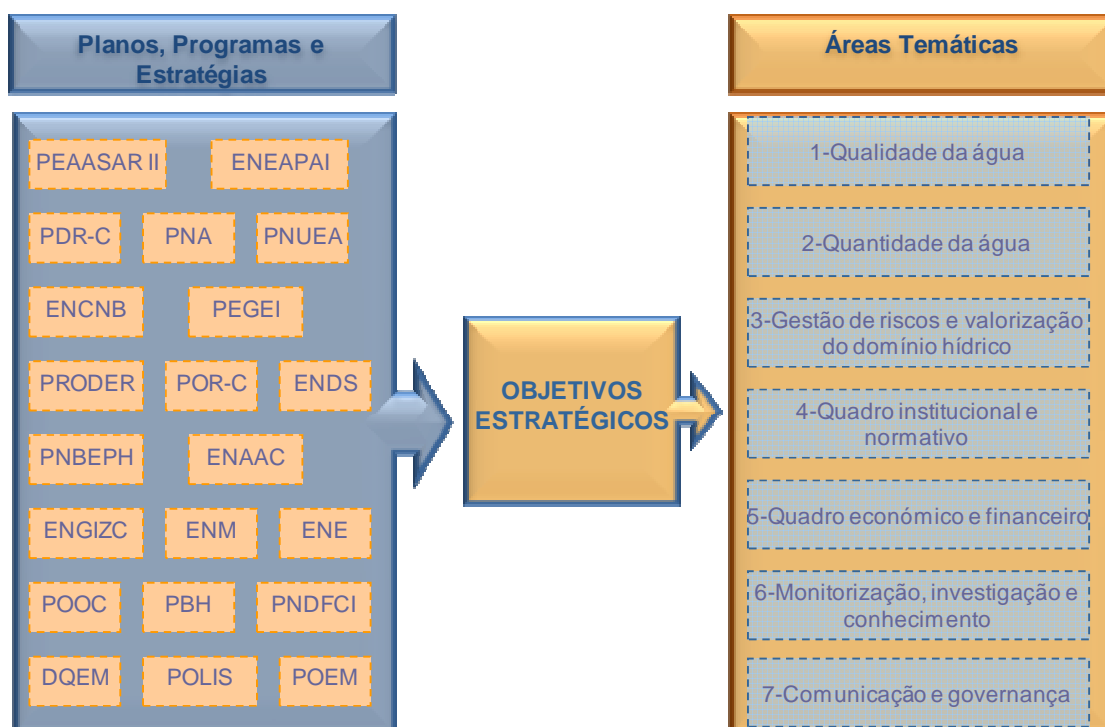 Planos, Programas e
Estratégias
PEAASAR II ENEAPAI
PDR-C PNA PNUEA
ENCNB PEGEI
PRODER POR-C ENDS
PNBEPH ENAAC
ENGIZC ENM ENE
POOC PBH PNDFCI
DQEM POLIS POEM
OBJETIVOS
ESTRATÉGICOS
Áreas Temáticas
1-Qualidade da água
2-Quantidade da água
3-Gestão de riscos e valorização
do domínio hídrico
4-Quadro institucional e
normativo
5-Quadro económico e financeiro
6-Monitorização, investigação e
conhecimento
7-Comunicação e governança